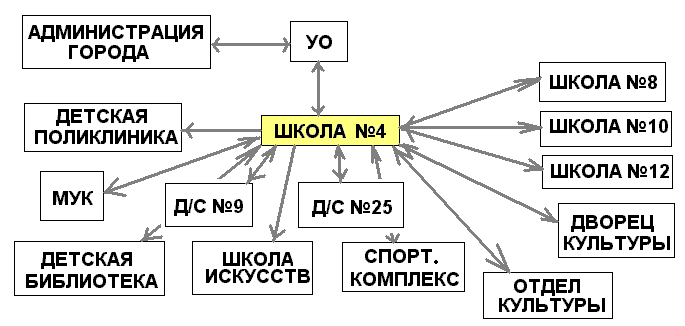 АДМИНИСТРАЦИЯ
ГОРОДА
УО
ШКОЛА №8
ДЕТСКАЯ
ПОЛИКЛИНИКА
ШКОЛА №4
ШКОЛА №10
ШКОЛА №12
МУК
Д/С №9
Д/С №25
ДВОРЕЦ
КУЛЬТУРЫ
ДЕТСКАЯ
БИБЛИОТЕКА
ШКОЛА
ИСКУССТВ
СПОРТ.
КОМПЛЕКС
ОТДЕЛ
КУЛЬТУРЫ